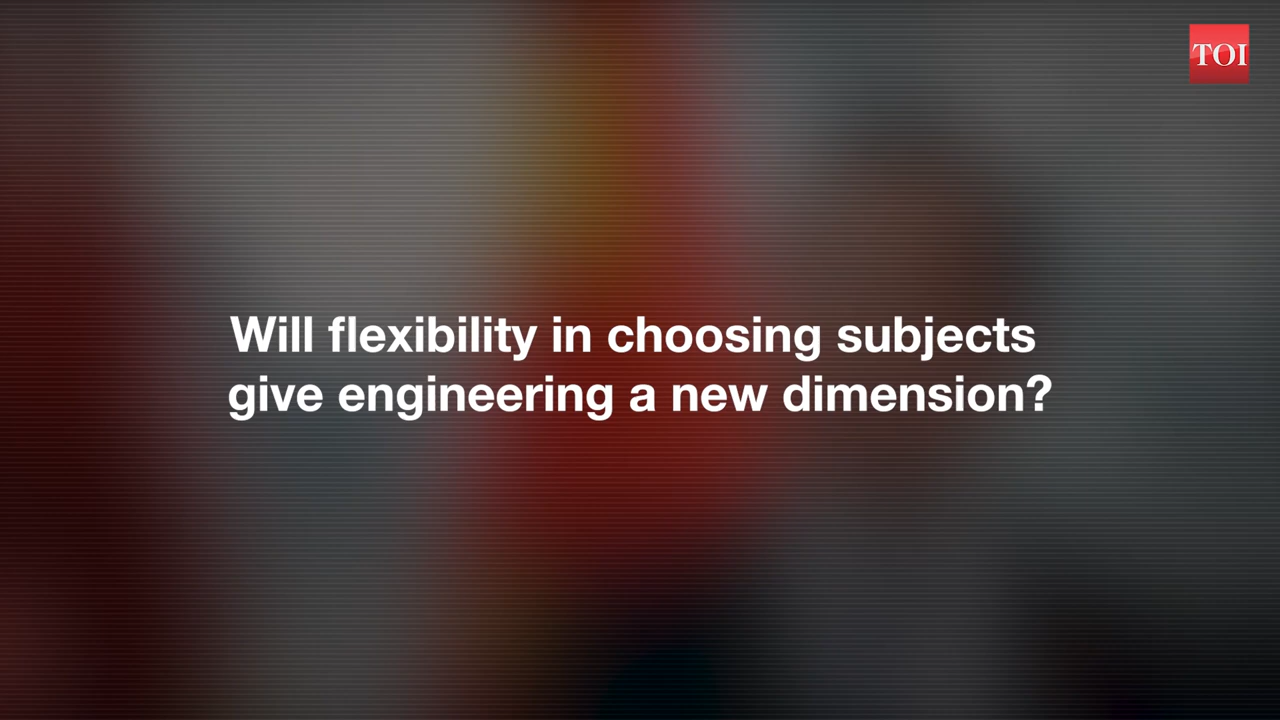 TOI
Will flexibility in choosing subjects
give engineering a new dimension?